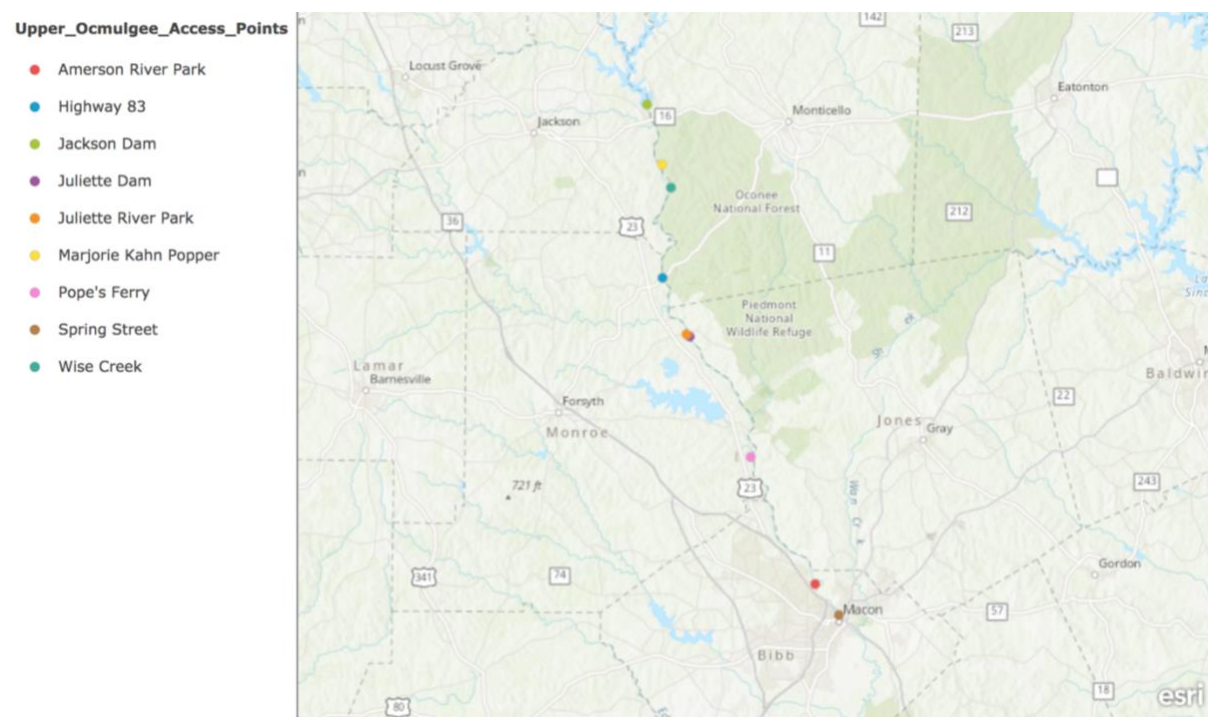 Upper_Ocmulgee_Access_Points
Amerson River Park
Highway 83
Jackson Dam
Juliette Dam
Juliette River Park
Marjorie Kahn Popper
Pope's Ferry
Spring Street
Wise Creek
142
213
Locust Grove
Eatonton
Monticello
16
Jackson
Oconee
National Forest
212
36
23
11
Piedmont
National
Wildlife Refuge
Lamar
Barnesville
Baldwin
22
Forsyth
Monroe
Jones
Gray
721 ft
23
243
341
74
Gordon
Macon
57
Bibb
18
80
esri